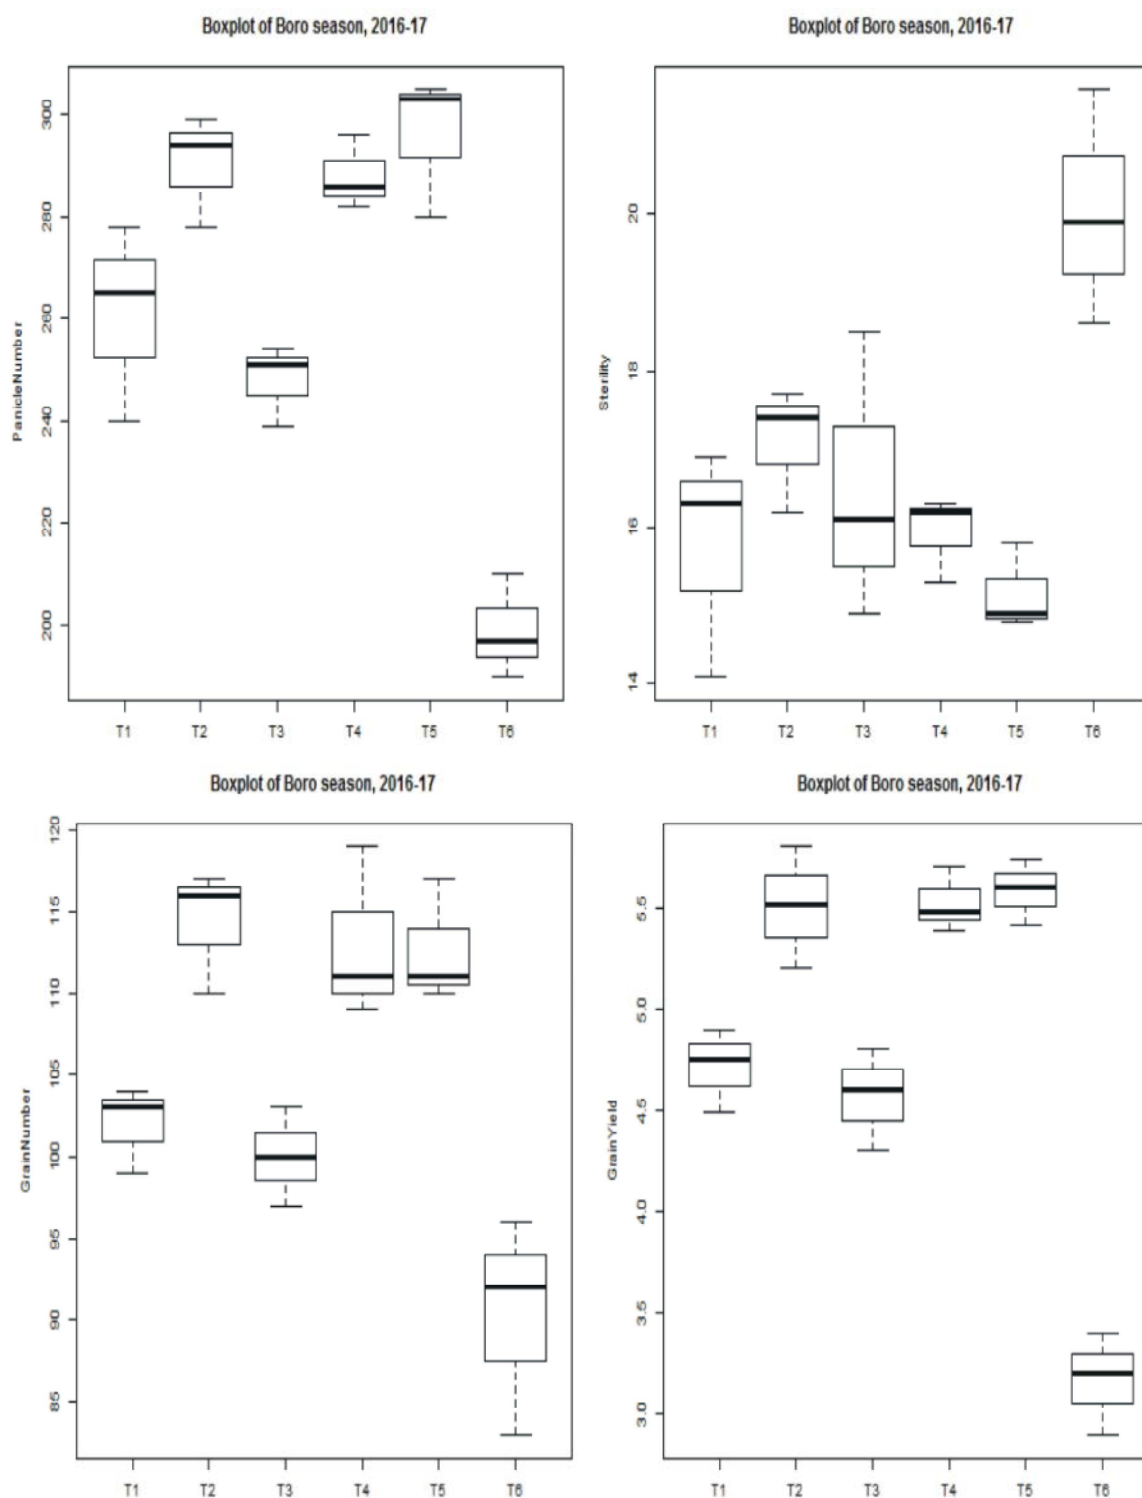 Boxplot of Boro season, 2016-17
PanicleNumber
300
280
260
240
220
200
T1 T2 T3 T4 T5 T6
Boxplot of Boro season, 2016-17
Sterility
20
18
16
14
T1 T2 T3 T4 T5 T6
Boxplot of Boro season, 2016-17
GrainNumber
120
115
110
105
100
95
90
85
T1 T2 T3 T4 T5 T6
Boxplot of Boro season, 2016-17
GrainYield
5.5
5.0
4.5
4.0
3.5
3.0
T1 T2 T3 T4 T5 T6